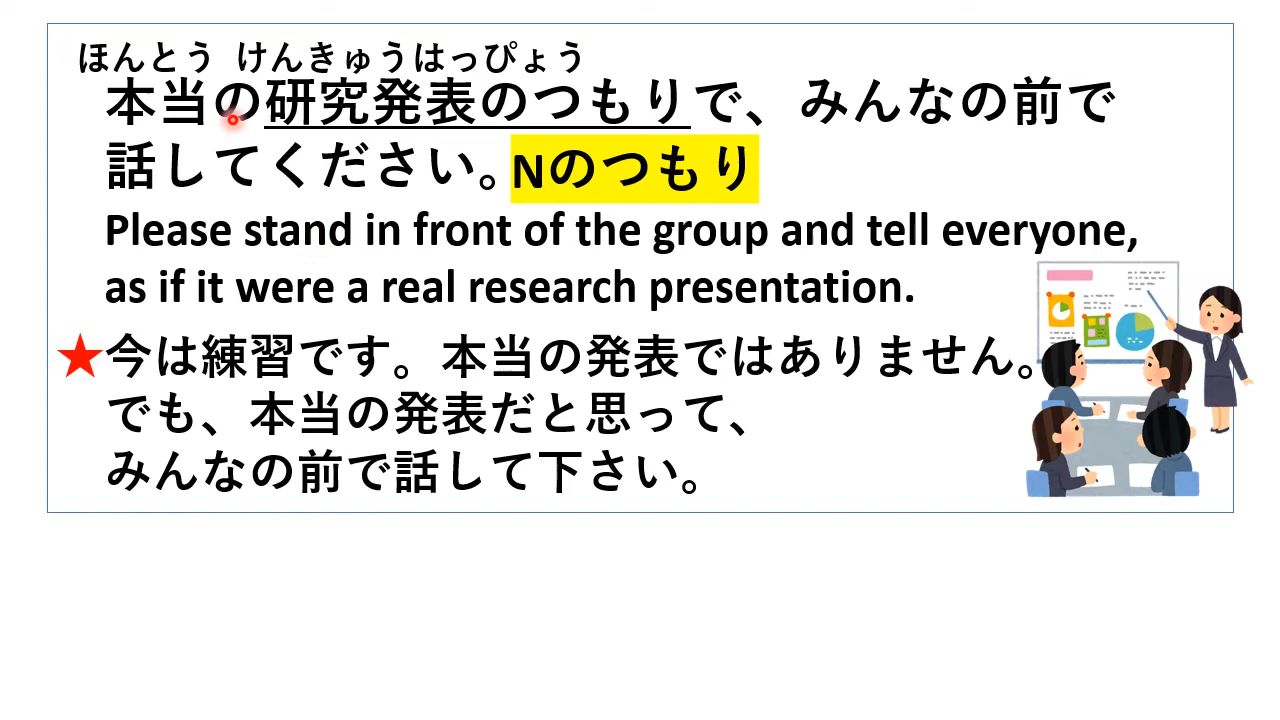 ほんとう けんきゅうはっぴょう
本当の研究発表のつもりで、みんなの前で
話してください。Nのつもり
Please stand in front of the group and tell everyone,
as if it were a real research presentation.
★今は練習です。本当の発表ではありません。
でも、本当の発表だと思って、
みんなの前で話して下さい。